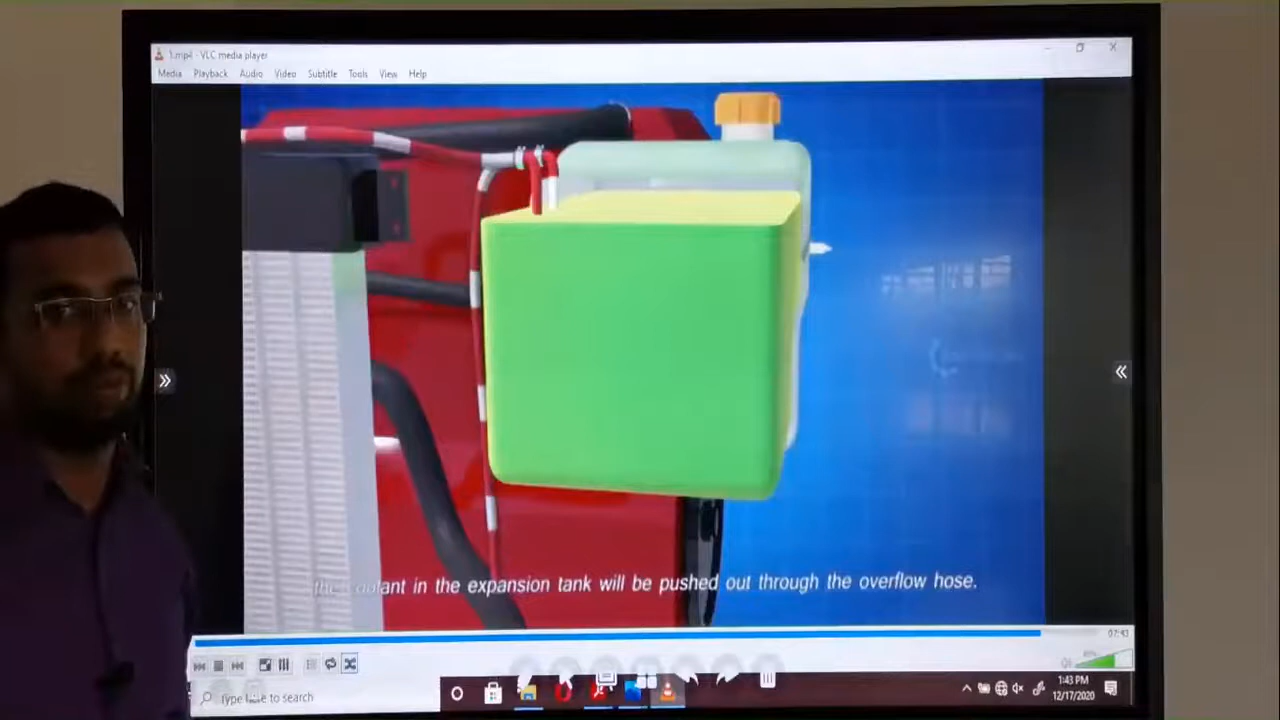 1.mp4 - VLC media player
Media Playback Audio Video Subtitle Tools View Help
the coolant in the expansion tank will be pushed out through the overflow hose.
07:43
Type here to search
1:43 PM
12/17/2020